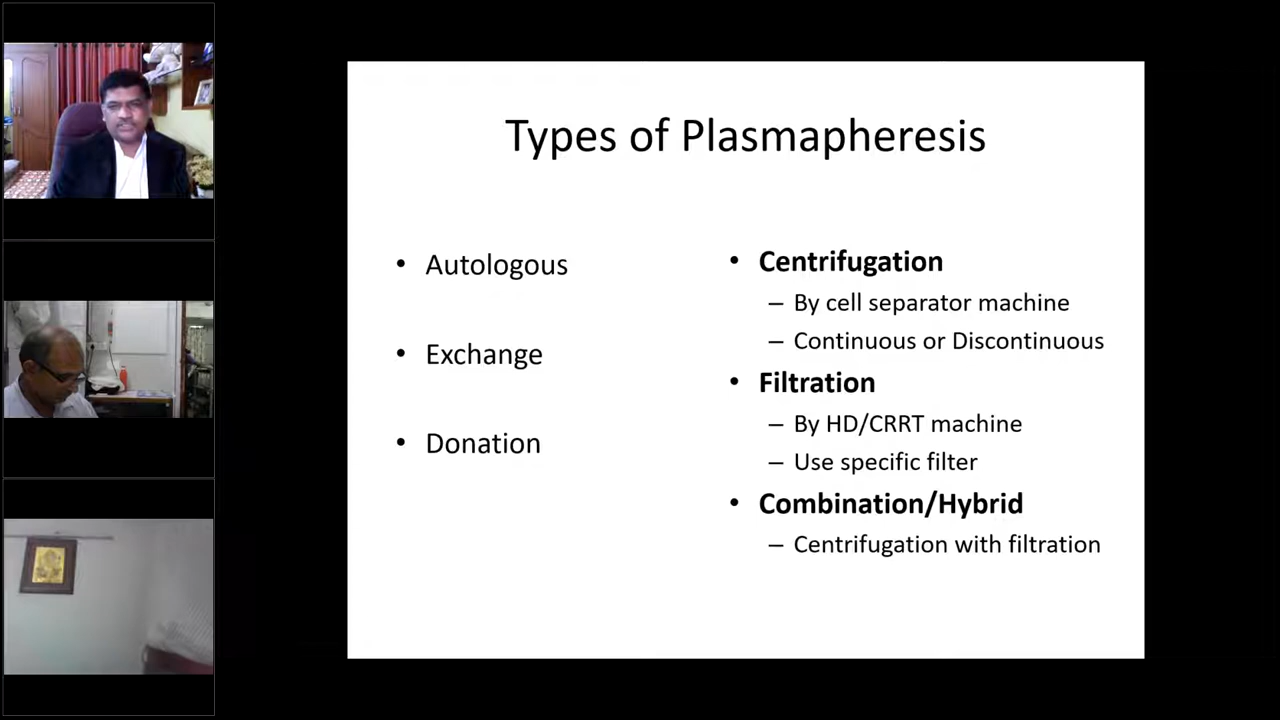 Types of Plasmapheresis
• Autologous
• Exchange
• Donation
• Centrifugation
– By cell separator machine
– Continuous or Discontinuous
• Filtration
– By HD/CRRT machine
– Use specific filter
• Combination/Hybrid
– Centrifugation with filtration